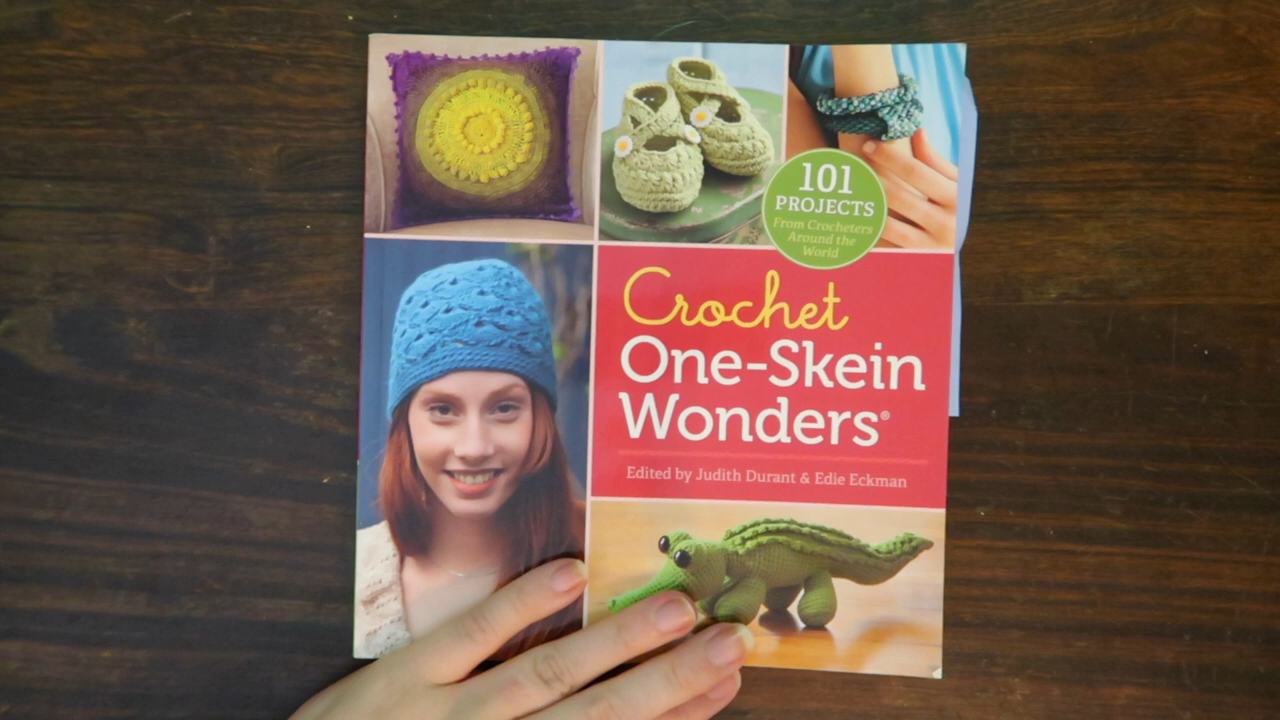 101
PROJECTS
From Crocheters
Around the
World
Crochet
One-Skein
Wonders®
Edited by Judith Durant & Edie Eckman